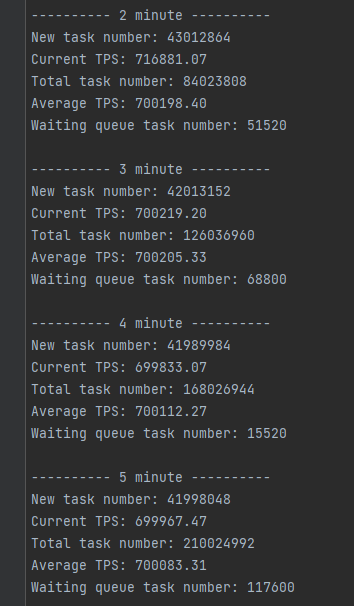 ---------- 2 minute ----------
New task number: 43012864
Current TPS: 716881.07
Total task number: 84023808
Average TPS: 700198.40
Waiting queue task number: 51520
---------- 3 minute ----------
New task number: 42013152
Current TPS: 700219.20
Total task number: 126036960
Average TPS: 700205.33
Waiting queue task number: 68800
---------- 4 minute ----------
New task number: 41989984
Current TPS: 699833.07
Total task number: 168026944
Average TPS: 700112.27
Waiting queue task number: 15520
---------- 5 minute ----------
New task number: 41998048
Current TPS: 699967.47
Total task number: 210024992
Average TPS: 700083.31
Waiting queue task number: 117600